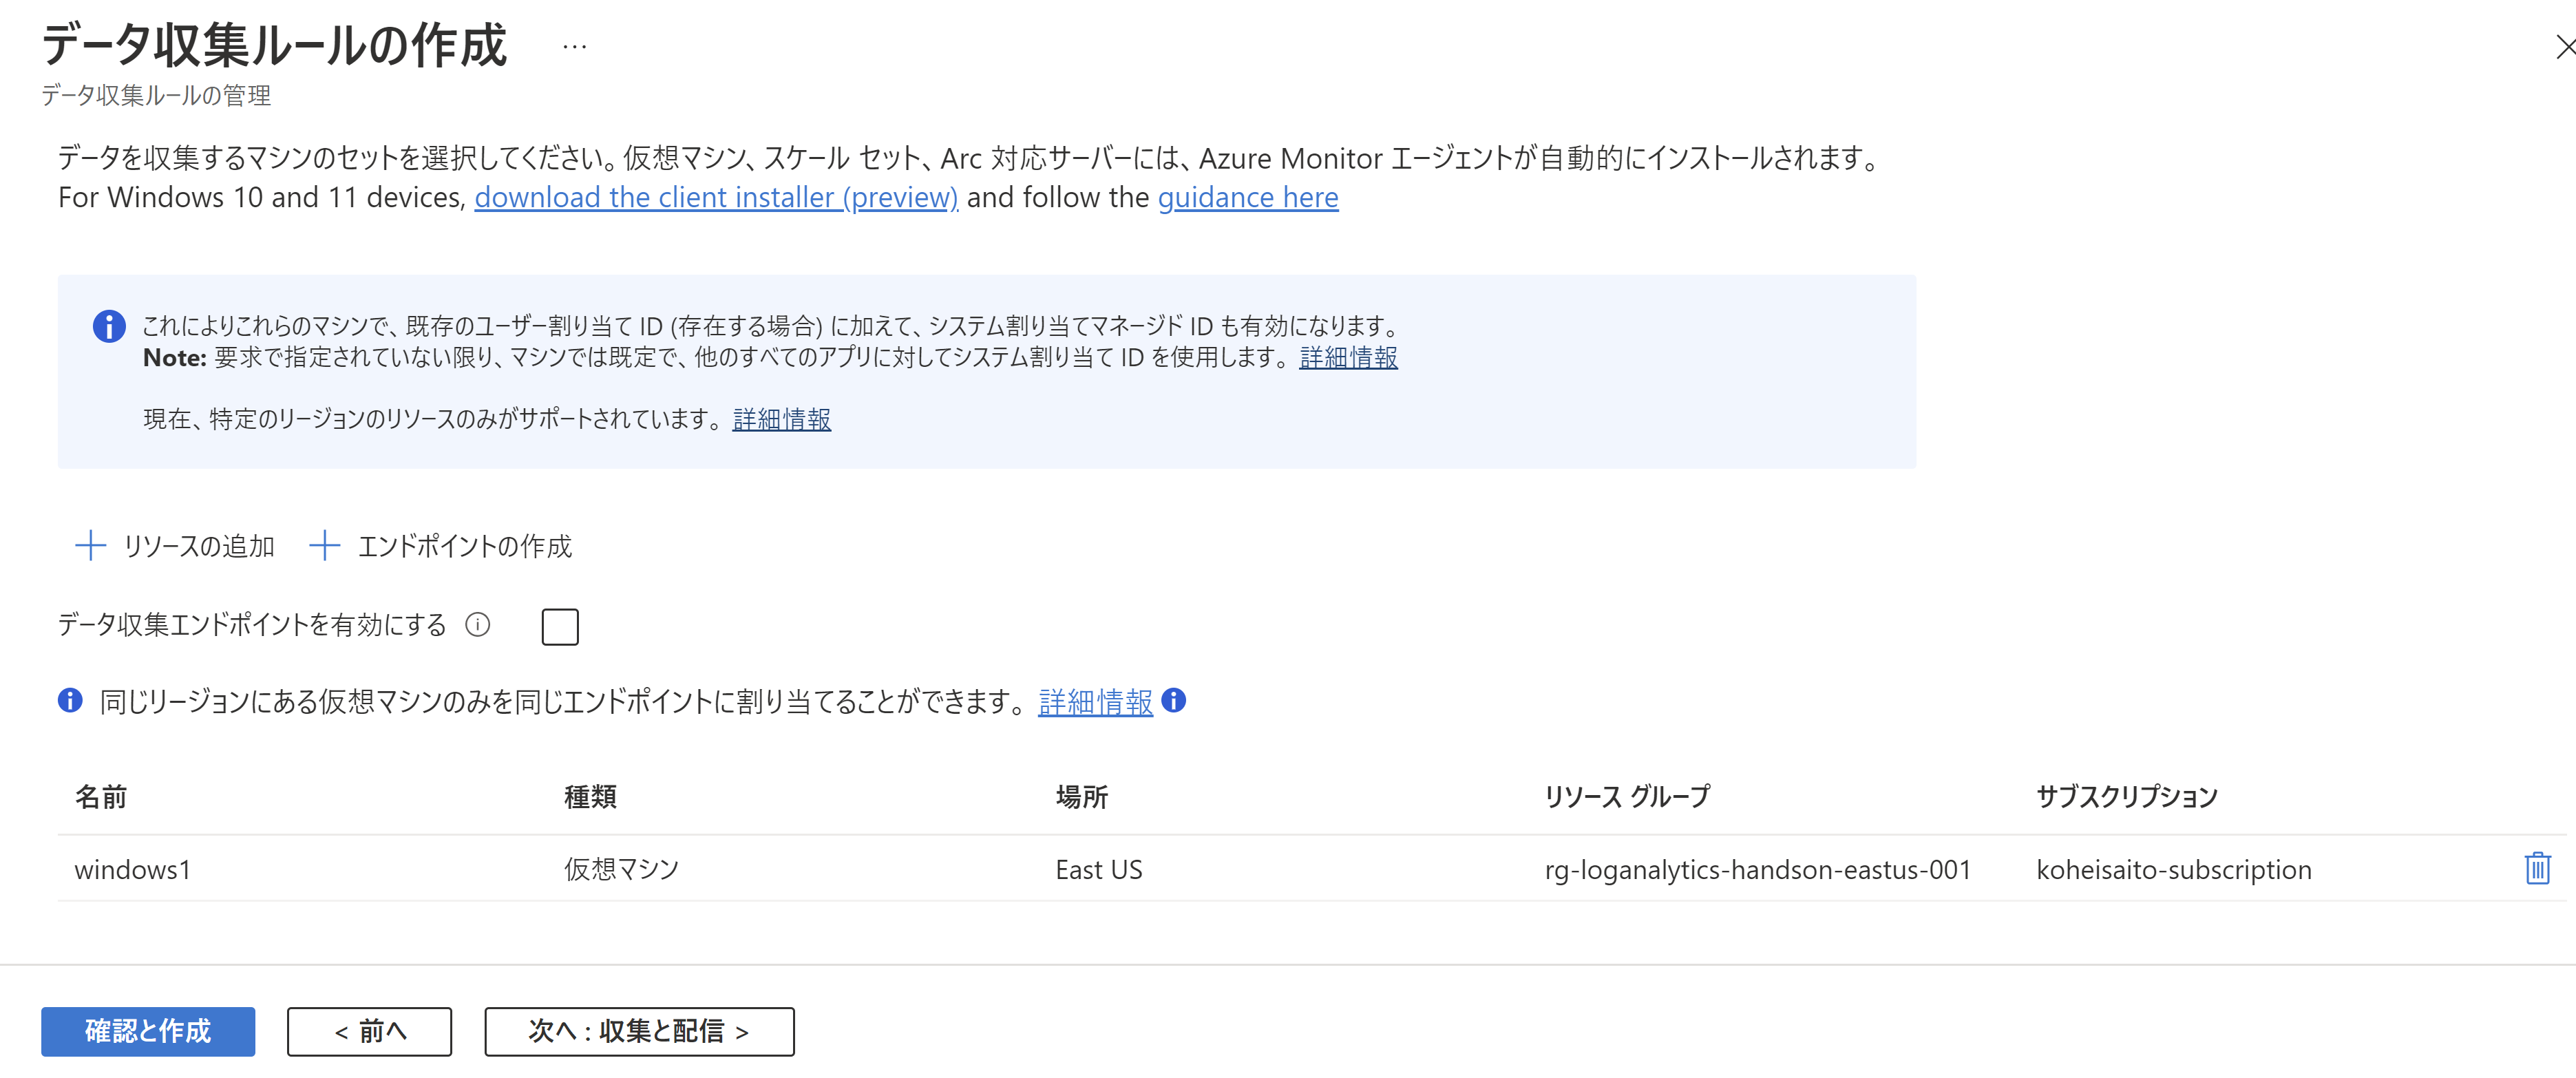 データ収集ルールの作成 …
データ収集ルールの管理
データを収集するマシンのセットを選択してください。仮想マシン、スケール セット、Arc 対応サーバーには、Azure Monitor エージェントが自動的にインストールされます。
For Windows 10 and 11 devices, download the client installer (preview) and follow the guidance here
これによりこれらのマシンで、既存のユーザー割り当て ID (存在する場合) に加えて、システム割り当てマネージド ID も有効になります。
Note: 要求で指定されていない限り、マシンでは既定で、他のすべてのアプリに対してシステム割り当て ID を使用します。 詳細情報
現在、特定のリージョンのリソースのみがサポートされています。 詳細情報
リソースの追加 エンドポイントの作成
データ収集エンドポイントを有効にする
同じリージョンにある仮想マシンのみを同じエンドポイントに割り当てることができます。 詳細情報
名前 種類 場所 リソース グループ サブスクリプション
windows1 仮想マシン East US rg-loganalytics-handson-eastus-001 koheisaito-subscription
確認と作成 < 前へ 次へ : 収集と配信 >